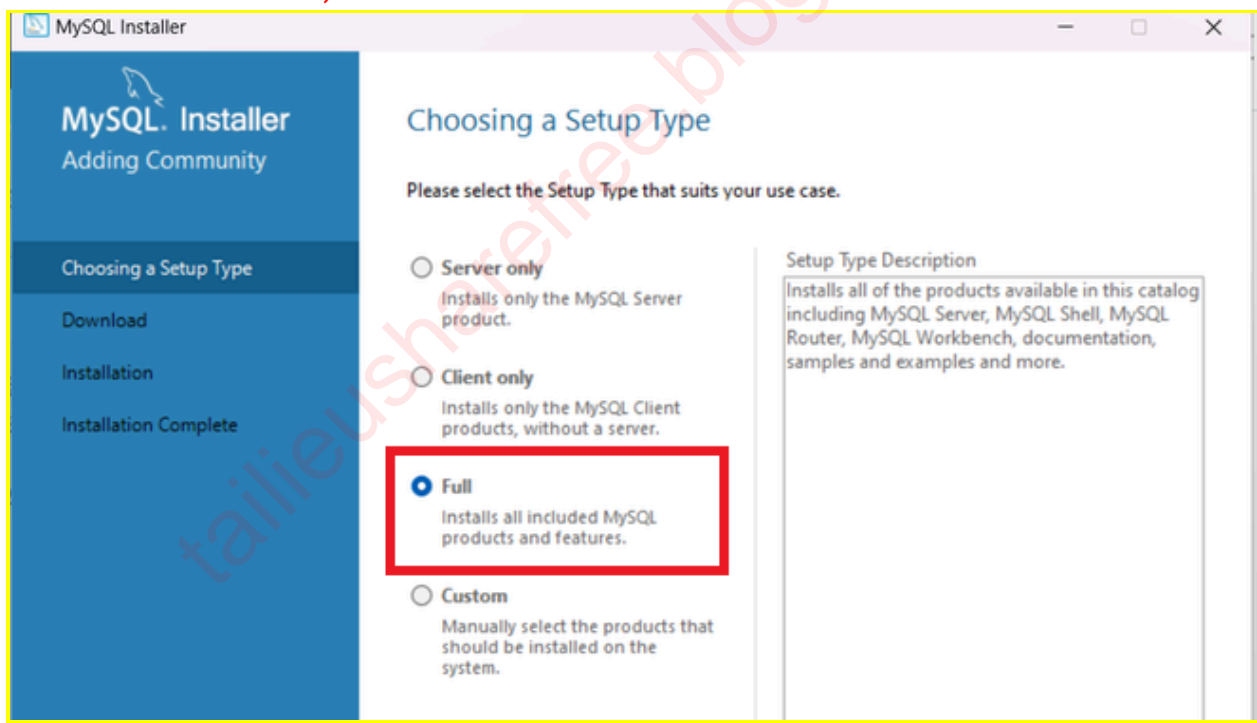 MySQL Installer
MySQL. Installer
Adding Community
Choosing a Setup Type
Download
Installation
Installation Complete
Choosing a Setup Type
Please select the Setup Type that suits your use case.
Server only
Installs only the MySQL Server
product.
Client only
Installs only the MySQL Client
products, without a server.
Full
Installs all included MySQL
products and features.
Custom
Manually select the products that
should be installed on the
system.
Setup Type Description
Installs all of the products available in this catalog
including MySQL Server, MySQL Shell, MySQL
Router, MySQL Workbench, documentation,
samples and examples and more.
tailieusharefree.blo